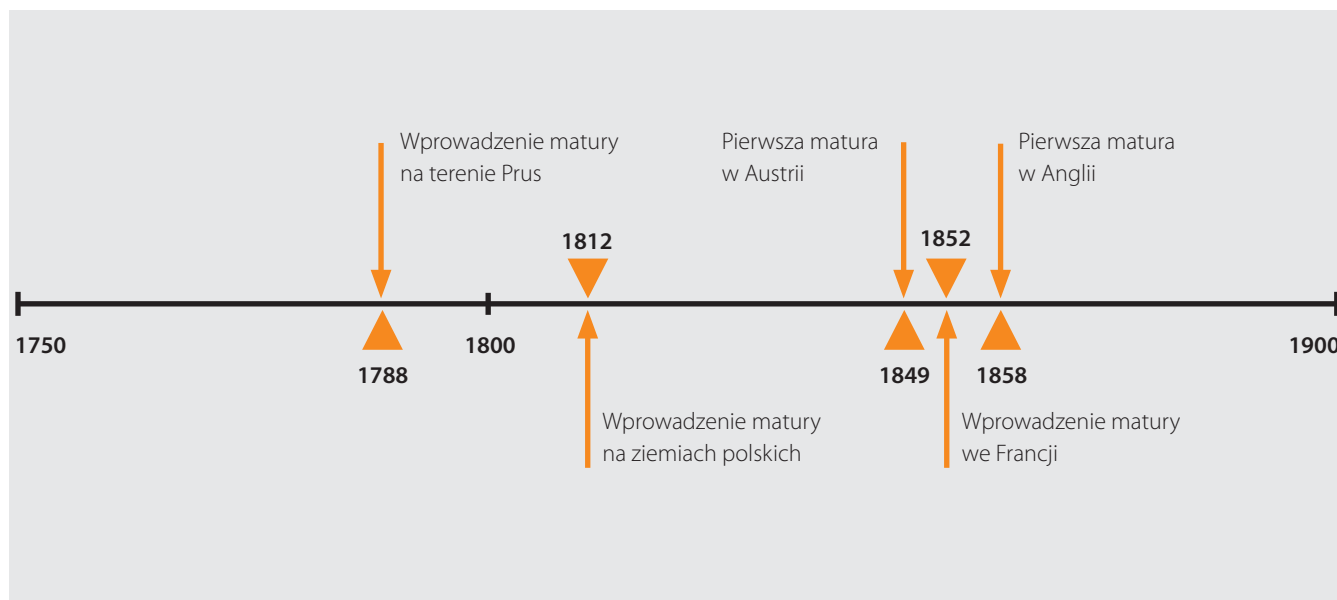 Wprowadzenie matury
na terenie Prus
Pierwsza matura
w Austrii
Pierwsza matura
w Anglii
1812
1852
1750
1800
1900
1788
1849
1858
Wprowadzenie matury
na ziemiach polskich
Wprowadzenie matury
we Francji